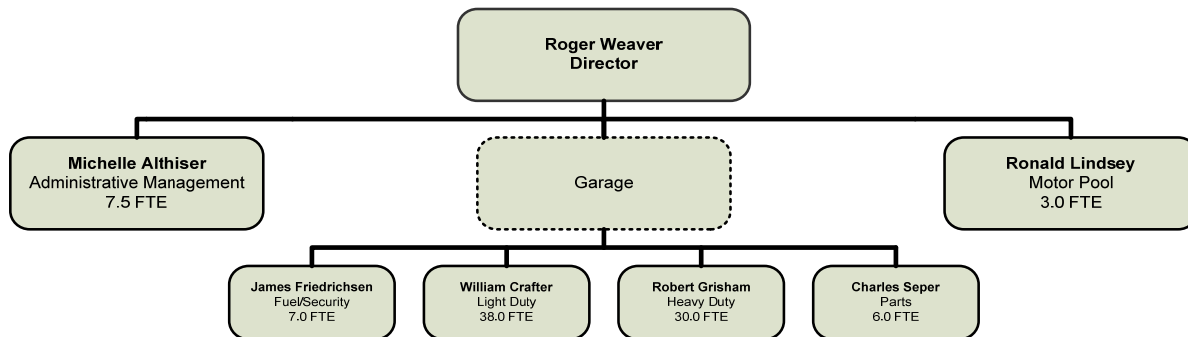 Roger Weaver
Director
Michelle Althiser
Administrative Management
7.5 FTE
Garage
Ronald Lindsey
Motor Pool
3.0 FTE
James Friedrichsen
Fuel/Security
7.0 FTE
William Crafter
Light Duty
38.0 FTE
Robert Grisham
Heavy Duty
30.0 FTE
Charles Seper
Parts
6.0 FTE